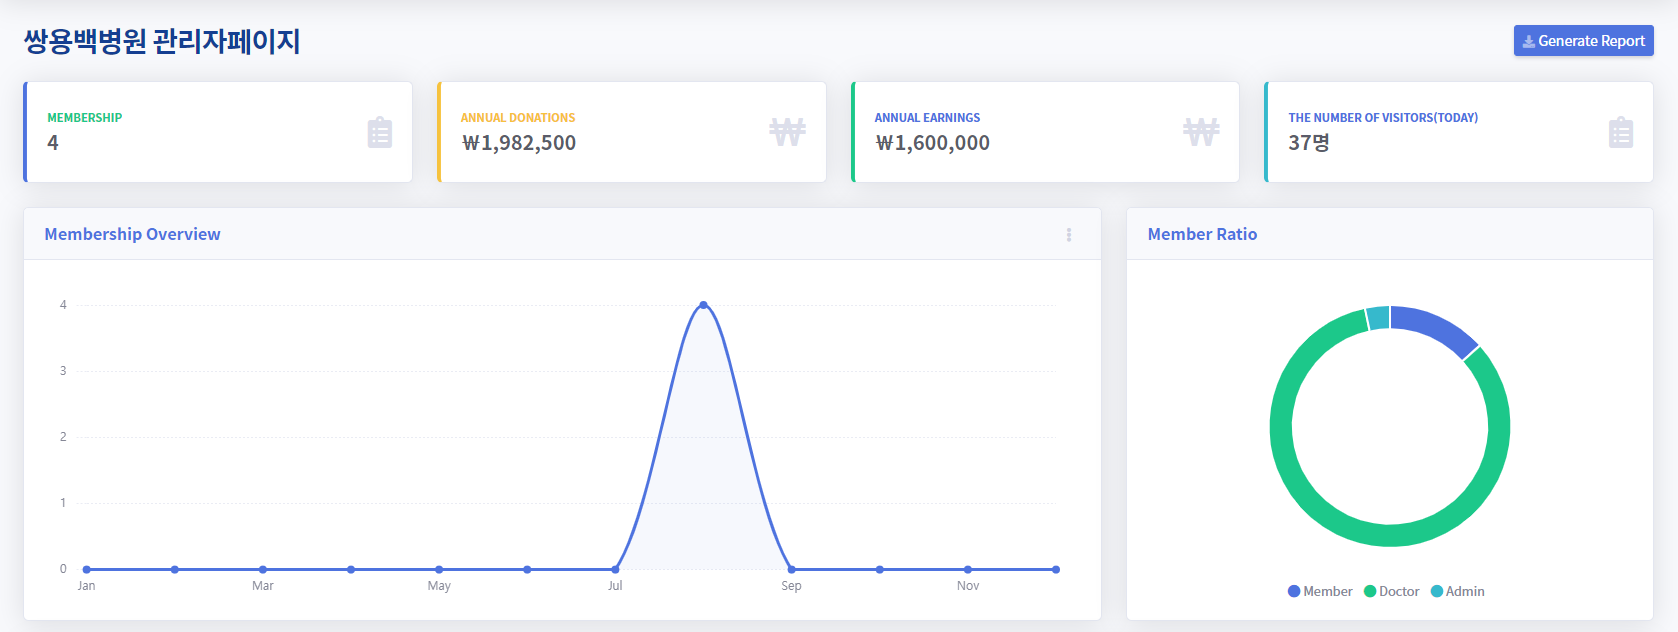 쌍용백병원 관리자페이지
Generate Report
MEMBERSHIP
4
ANNUAL DONATIONS
₩1,982,500
ANNUAL EARNINGS
₩1,600,000
THE NUMBER OF VISITORS(TODAY)
37명
Membership Overview
4
3
2
1
0
Jan Mar May Jul Sep Nov
Member Ratio
Member Doctor Admin